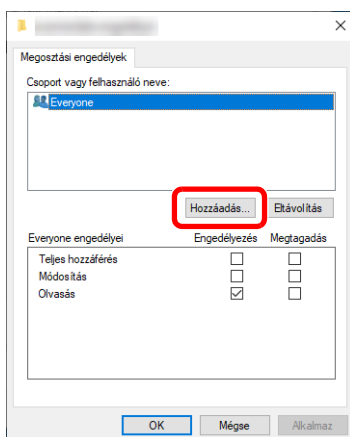 Megosztási engedélyek
Csoport vagy felhasználó neve:
Everyone
Hozzáadás... Eltávolítás
Everyone engedélyei Engedélyezés Megtagadás
Teljes hozzáférés
Módosítás
Olvasás
OK Mégse Alkalmaz